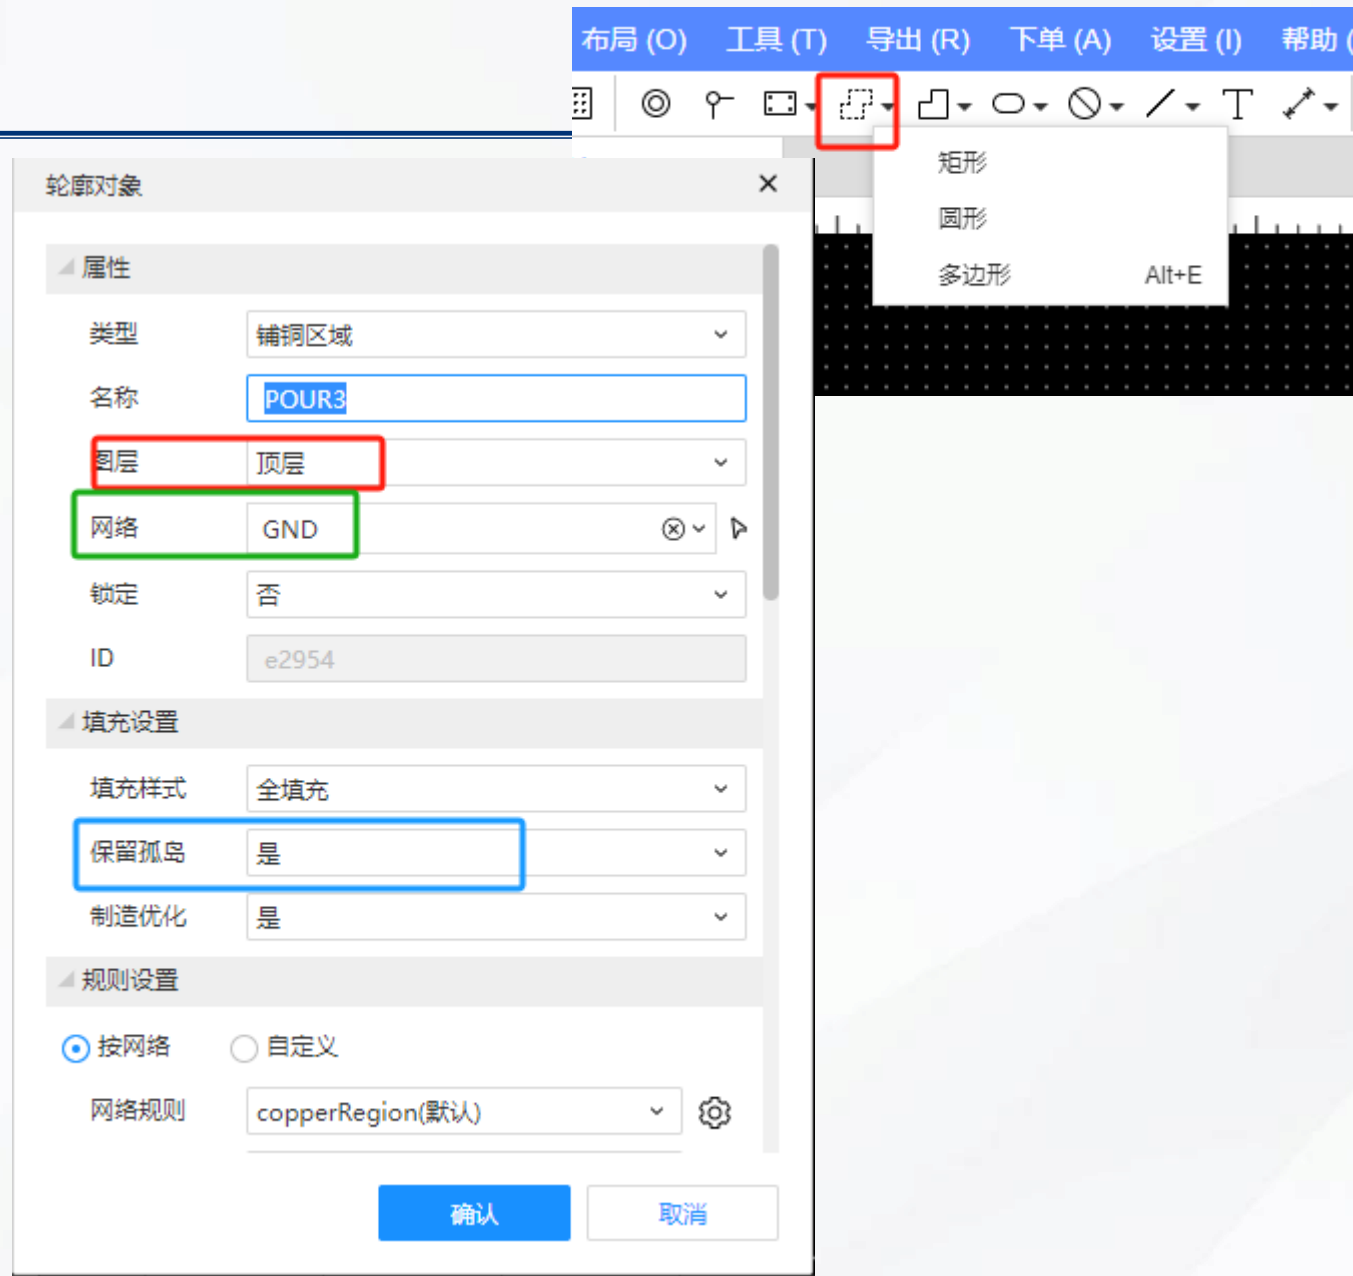 布局 (O) 工具 (T) 导出 (R) 下单 (A) 设置 (I) 帮助 (
T
矩形
圆形
多边形 Alt+E
轮廓对象
属性
类型 铺铜区域
名称 POUR3
图层 顶层
网络 GND
锁定 否
ID e2954
填充设置
填充样式 全填充
保留孤岛 是
制造优化 是
规则设置
按网络 自定义
网络规则 copperRegion(默认)
确认 取消